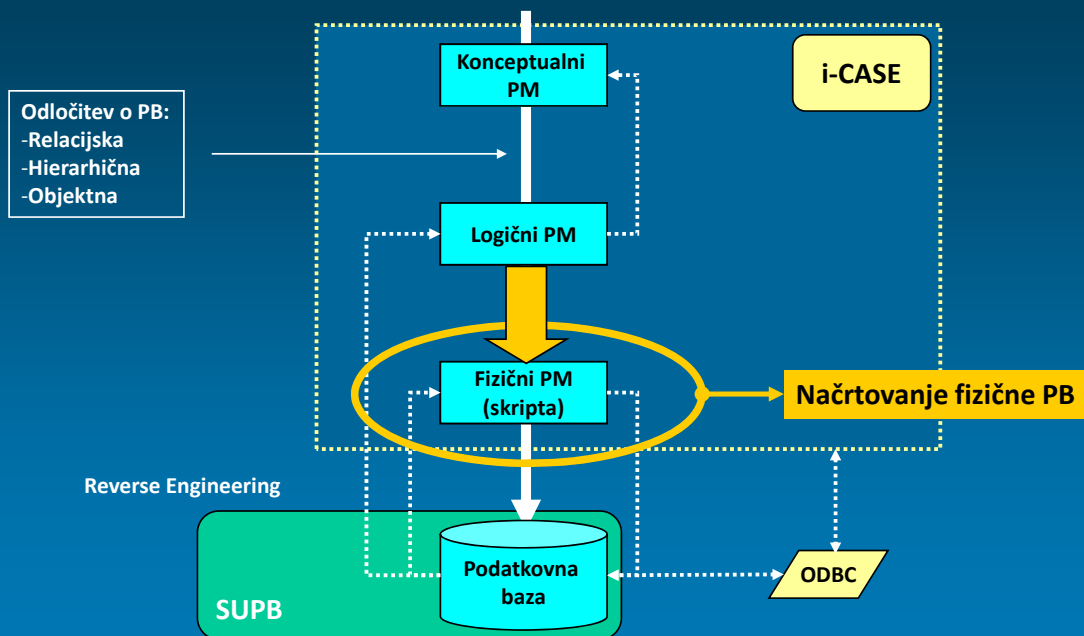 Konceptualni
PM
i-CASE
Odločitev o PB:
-Relacijska
-Hierarhična
-Objektna
Logični PM
Fizični PM
(skripta)
Načrtovanje fizične PB
Reverse Engineering
Podatkovna
baza
ODBC
SUPB